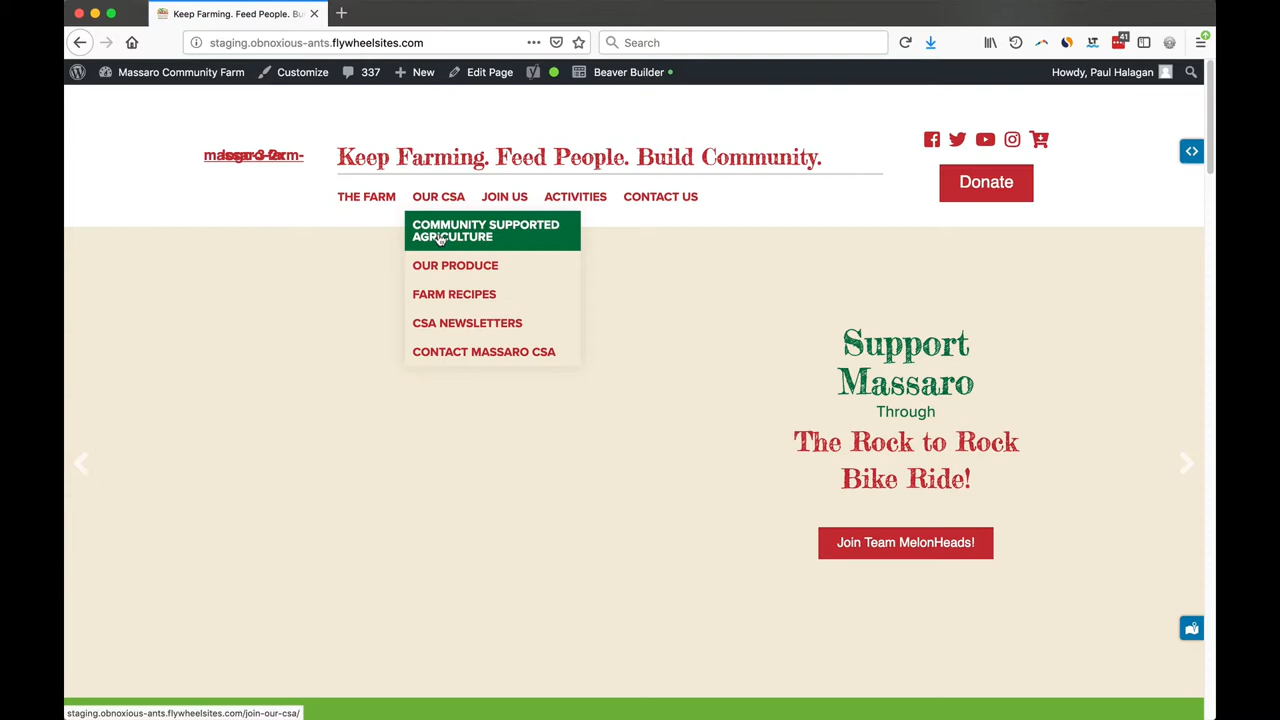 Keep Farming. Feed People. Bu
staging.obnoxious-ants.flywheelsites.com
Search
41
Massaro Community Farm
Customize
337
New
Edit Page
Beaver Builder
Howdy, Paul Halagan
Keep Farming. Feed People. Build Community.
Donate
THE FARM
OUR CSA
JOIN US
ACTIVITIES
CONTACT US
COMMUNITY SUPPORTED
AGRICULTURE
OUR PRODUCE
FARM RECIPES
CSA NEWSLETTERS
CONTACT MASSARO CSA
Support
Massaro
Through
The Rock to Rock
Bike Ride!
Join Team MelonHeads!
staging.obnoxious-ants.flywheelsites.com/join-our-csa/